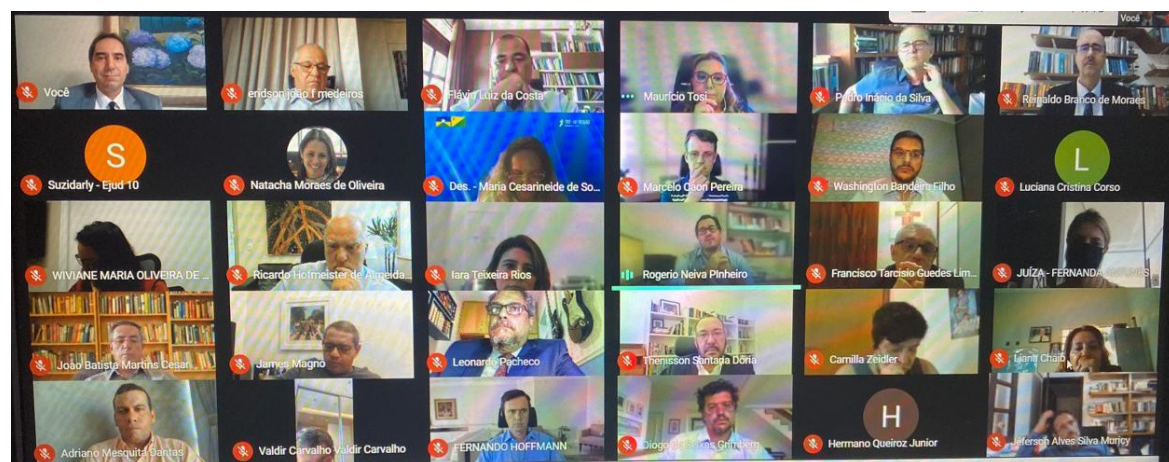 Você
Você
eridson joão f medeiros
Flávio Luiz da Costa
Maurício Tosi
Pedro Inácio da Silva
Reinaldo Branco de Moraes
S
Suzidarly - Ejud 10
Natacha Moraes de Oliveira
Des. - Maria Cesarineide de So...
Marcelo Caon Pereira
Washington Bandeira Filho
L
Luciana Cristina Corso
WIVIANE MARIA OLIVEIRA DE ...
Ricardo Hofmeister de Almeida...
Iara Teixeira Rios
Rogerio Neiva Pinheiro
Francisco Tarcisio Guedes Lim...
JUÍZA - FERNANDA
João Batista Martins César
James Magno
Leonardo Pacheco
Thenisson Santana Dória
Camilla Zeidler
Liana Chaib
Adriano Mesquita Dantas
Valdir Carvalho Valdir Carvalho
FERNANDO HOFFMANN
Diogo Grimberg
H
Hermano Queiroz Junior
Jeferson Alves Silva Muricy